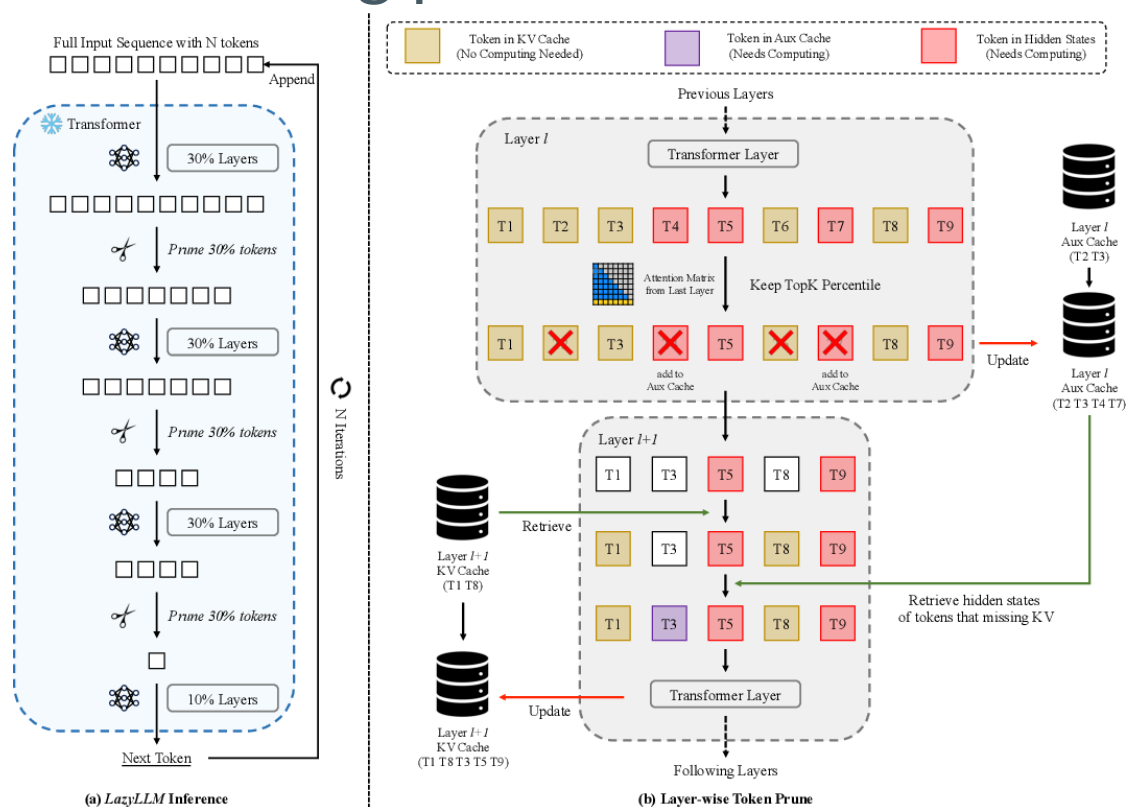 Full Input Sequence with N tokens
Append
Transformer
30% Layers
Prune 30% tokens
30% Layers
Prune 30% tokens
30% Layers
Prune 30% tokens
10% Layers
Next Token
N Iterations
(a) LazyLLM Inference
Token in KV Cache
(No Computing Needed)
Token in Aux Cache
(Needs Computing)
Token in Hidden States
(Needs Computing)
Previous Layers
Layer l
Transformer Layer
T1 T2 T3 T4 T5 T6 T7 T8 T9
Attention Matrix
from Last Layer
Keep TopK Percentile
T1 T3 T5 T8 T9
add to
Aux Cache
add to
Aux Cache
Update
Layer l
Aux Cache
(T2 T3)
Layer l
Aux Cache
(T2 T3 T4 T7)
Layer l+1
T1 T3 T5 T8 T9
Retrieve
Layer l+1
KV Cache
(T1 T8)
T1 T3 T5 T8 T9
Retrieve hidden states
of tokens that missing KV
T1 T3 T5 T8 T9
Transformer Layer
Update
Layer l+1
KV Cache
(T1 T8 T3 T5 T9)
Following Layers
(b) Layer-wise Token Prune